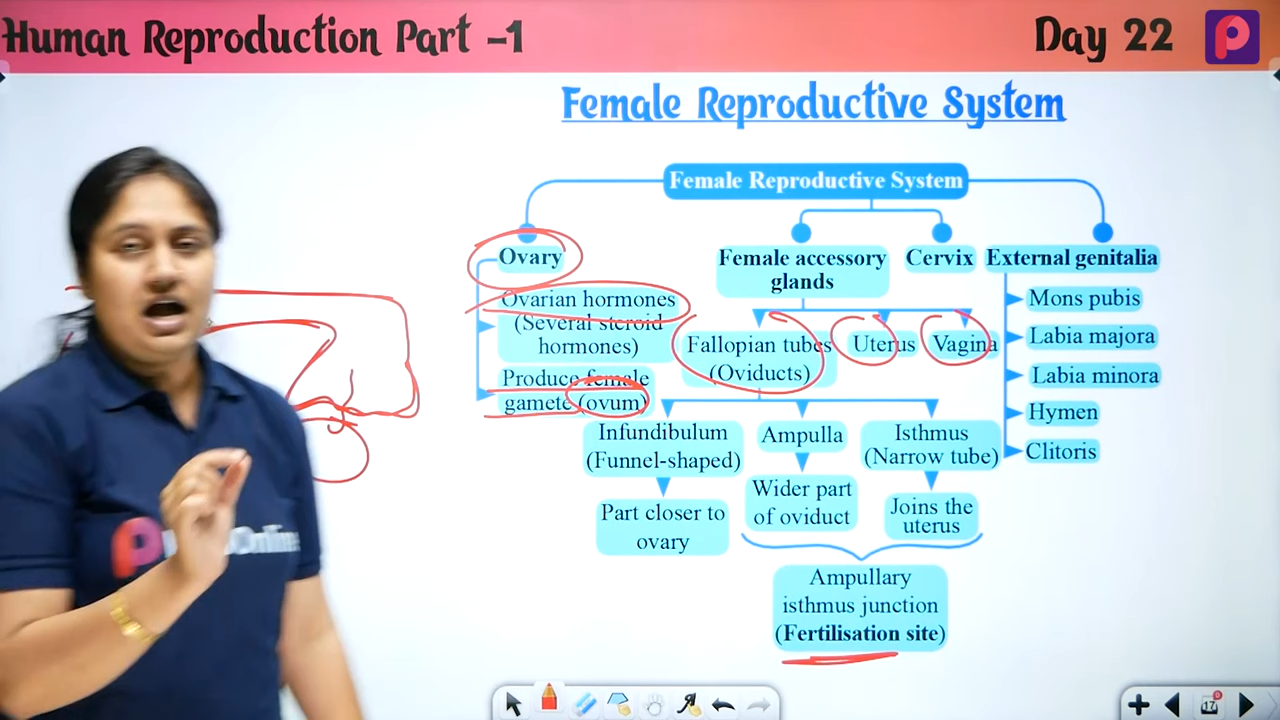 Human Reproduction Part -1
Day 22
Female Reproductive System
Female Reproductive System
Ovary
Ovarian hormones
(Several steroid
hormones)
Produce female
gamete (ovum)
Female accessory
glands
Cervix
External genitalia
Fallopian tubes
(Oviducts)
Uterus
Vagina
Mons pubis
Labia majora
Labia minora
Hymen
Clitoris
Infundibulum
(Funnel-shaped)
Part closer to
ovary
Ampulla
Wider part
of oviduct
Isthmus
(Narrow tube)
Joins the
uterus
Ampullary
isthmus junction
(Fertilisation site)
17